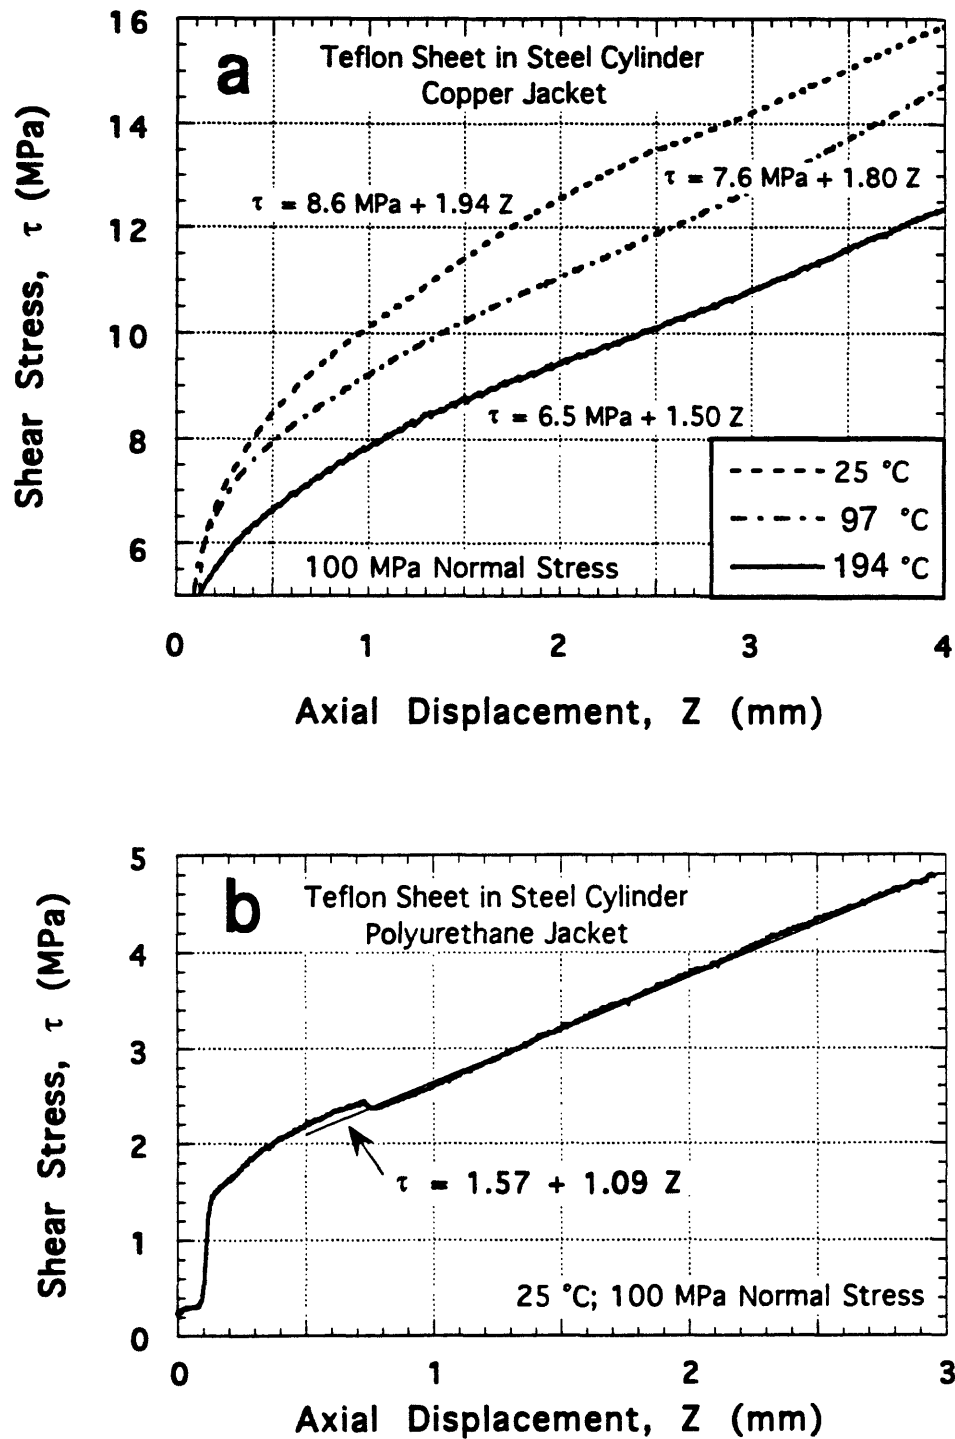 a
Teflon Sheet in Steel Cylinder
Copper Jacket
Shear Stress, τ (MPa)
16
14
12
10
8
6
τ = 8.6 MPa + 1.94 Z
τ = 7.6 MPa + 1.80 Z
τ = 6.5 MPa + 1.50 Z
25 °C
97 °C
194 °C
100 MPa Normal Stress
0 1 2 3 4
Axial Displacement, Z (mm)
b
Teflon Sheet in Steel Cylinder
Polyurethane Jacket
Shear Stress, τ (MPa)
5
4
3
2
1
0
τ = 1.57 + 1.09 Z
25 °C; 100 MPa Normal Stress
0 1 2 3
Axial Displacement, Z (mm)